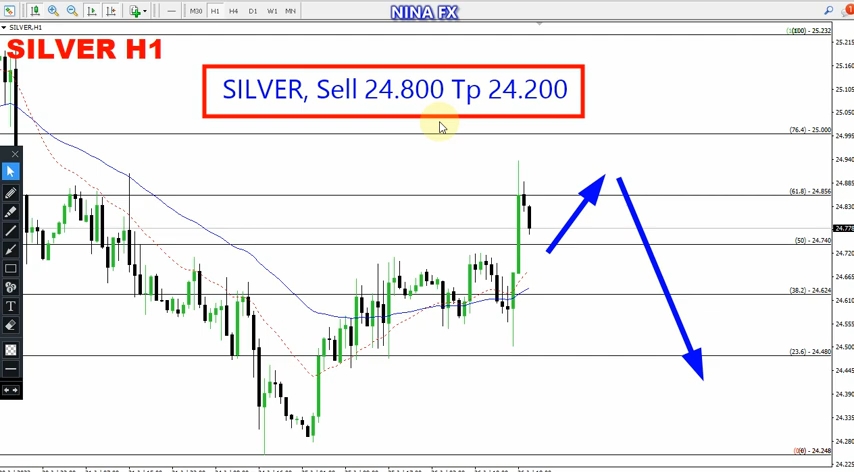 M30 H1 H4 D1 W1 MN
NINA FX
SILVER,H1
SILVER H1
SILVER, Sell 24.800 Tp 24.200
(100) - 25.232
25.215
25.160
25.105
25.050
(76.4) - 25.000
24.995
24.940
24.885
(61.8) - 24.856
24.830
24.778
(50) - 24.740
24.720
24.665
(38.2) - 24.624
24.610
24.555
24.500
(23.6) - 24.480
24.445
24.390
24.335
24.280
(0) - 24.248
24.225
T